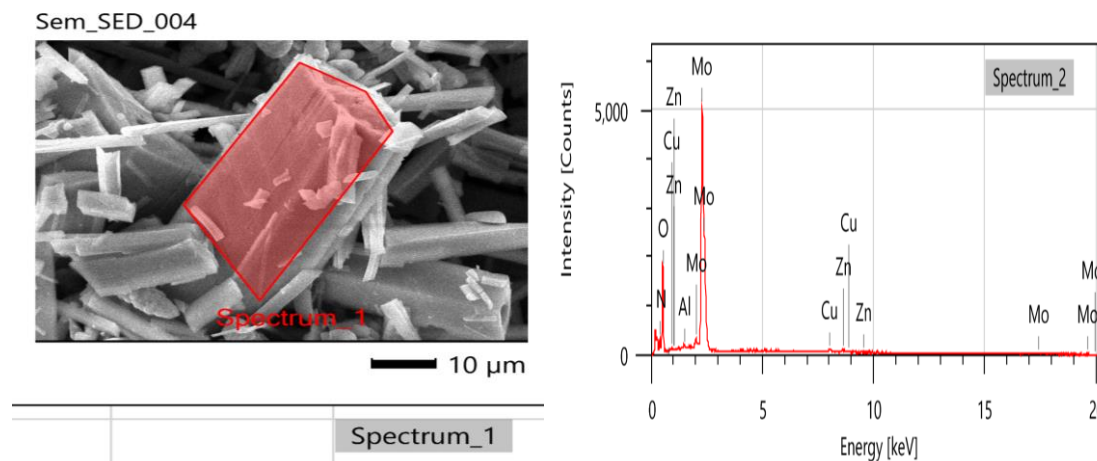 Sem_SED_004
Spectrum_1
10 µm
Spectrum_1
Intensity [Counts]
5,000
0
Mo
Zn
Cu
Zn
Mo
O
Mo
N
Al
Cu
Zn
Cu
Zn
Mo
Mo
Spectrum_2
0
5
10
15
Energy [keV]